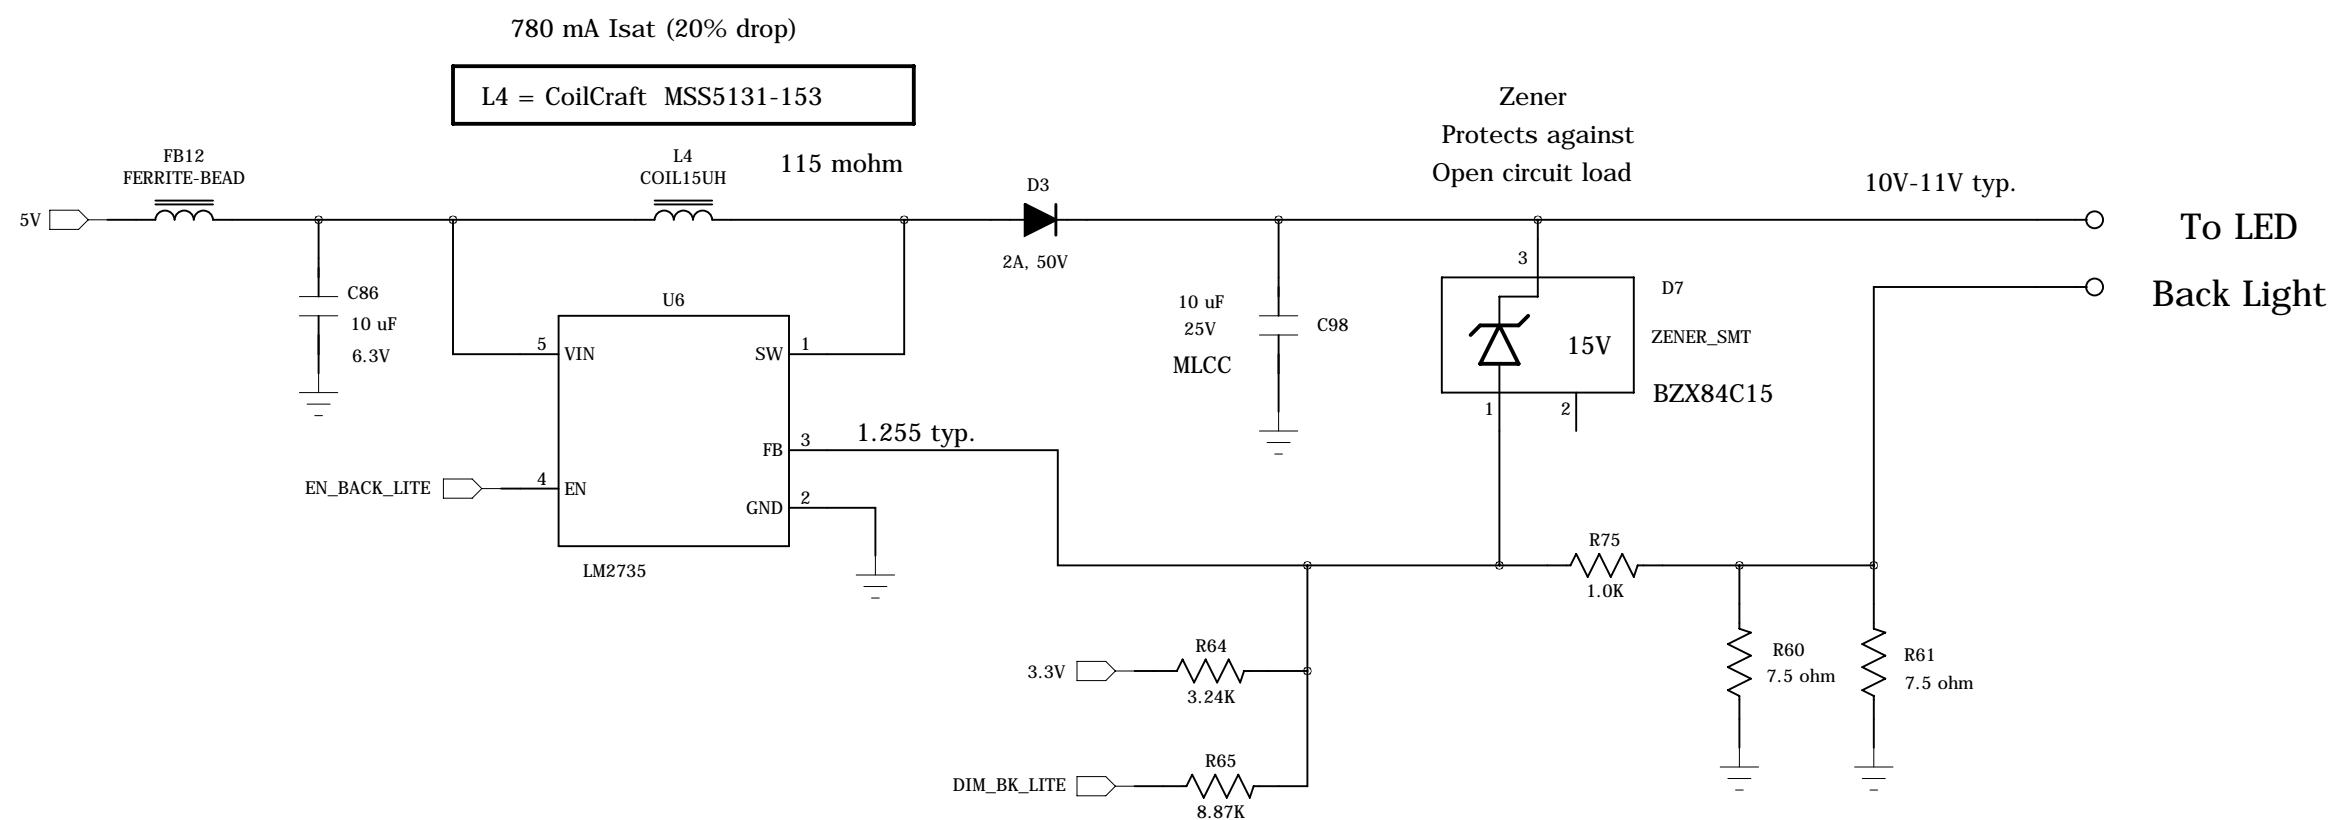 780 mA Isat (20% drop)
L4 = CoilCraft MSS5131-153
FB12
FERRITE-BEAD
L4
COIL15UH
115 mohm
D3
2A, 50V
Zener
Protects against
Open circuit load
10V-11V typ.
5V
To LED
Back Light
C86
10 uF
6.3V
U6
5
VIN
SW
1
FB
3
1.255 typ.
EN_BACK_LITE
4
EN
GND
2
LM2735
10 uF
25V
MLCC
C98
3
D7
ZENER_SMT
15V
BZX84C15
1
2
R75
1.0K
3.3V
R64
3.24K
DIM_BK_LITE
R65
8.87K
R60
7.5 ohm
R61
7.5 ohm